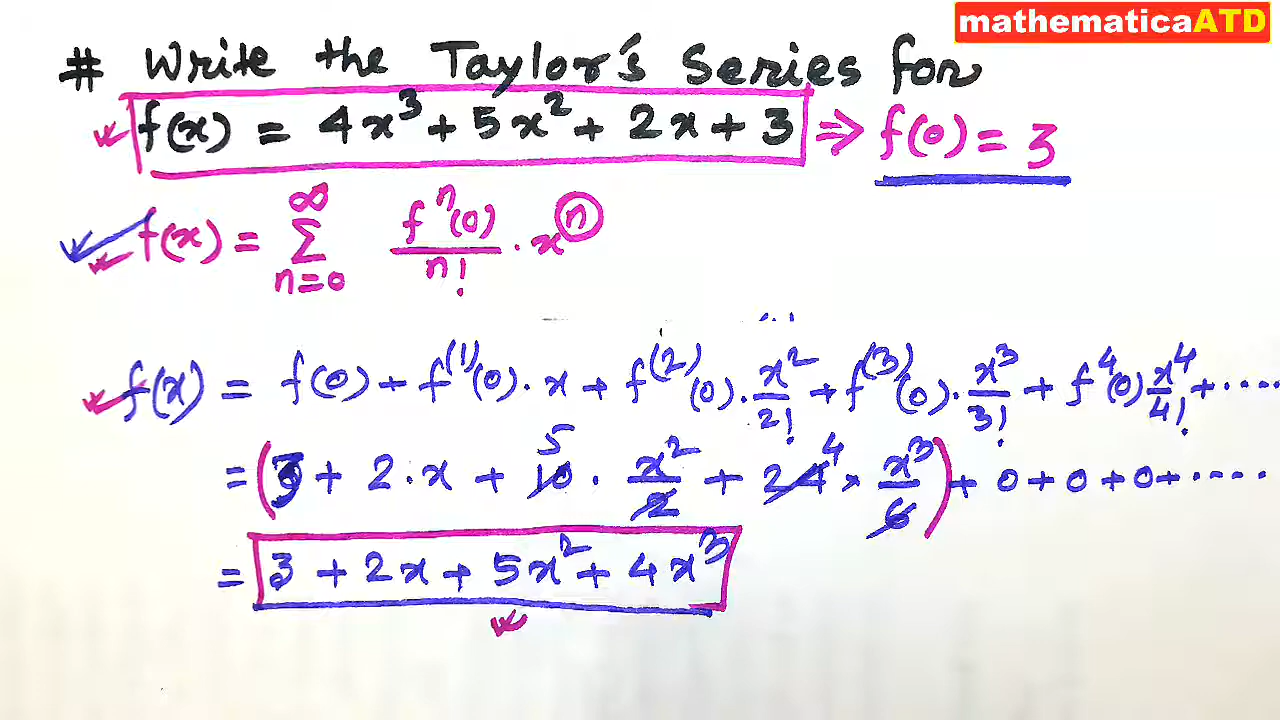 mathematicaATD
# Write the Taylor's Series for
f(x) = 4x³ + 5x² + 2x + 3 ⇒ f(0) = 3
f(x) = ∞ Σ n=0 fⁿ(0)/n! · xⁿ
f(x) = f(0) + f⁽¹⁾(0) · x + f⁽²⁾(0) · x²/2! + f⁽³⁾(0) · x³/3! + f⁴(0) x⁴/4! + ....
= (3 + 2·x + 10 5 · x²/2 + 24 4 × x³/6) + 0 + 0 + 0 + ....
= 3 + 2x + 5x² + 4x³